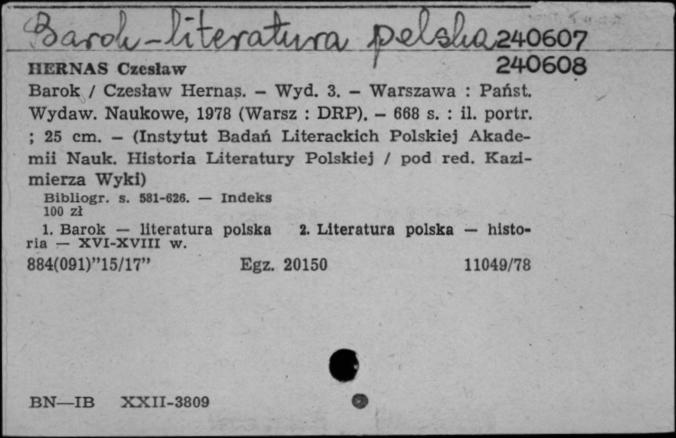 Barok-literatura polska 240607
240608
HERNAS Czesław
Barok / Czesław Hernas. — Wyd. 3. — Warszawa : Państ.
Wydaw. Naukowe, 1978 (Warsz : DRP). — 668 s. : il. portr.
; 25 cm. — (Instytut Badań Literackich Polskiej Akade-
mii Nauk. Historia Literatury Polskiej / pod red. Kazi-
mierza Wyki)
Bibliogr. s. 581-626. — Indeks
100 zł
1. Barok — literatura polska 2. Literatura polska — histo-
ria — XVI-XVIII w.
884(091)”15/17” Egz. 20150 11049/78
BN—IB XXII-3809